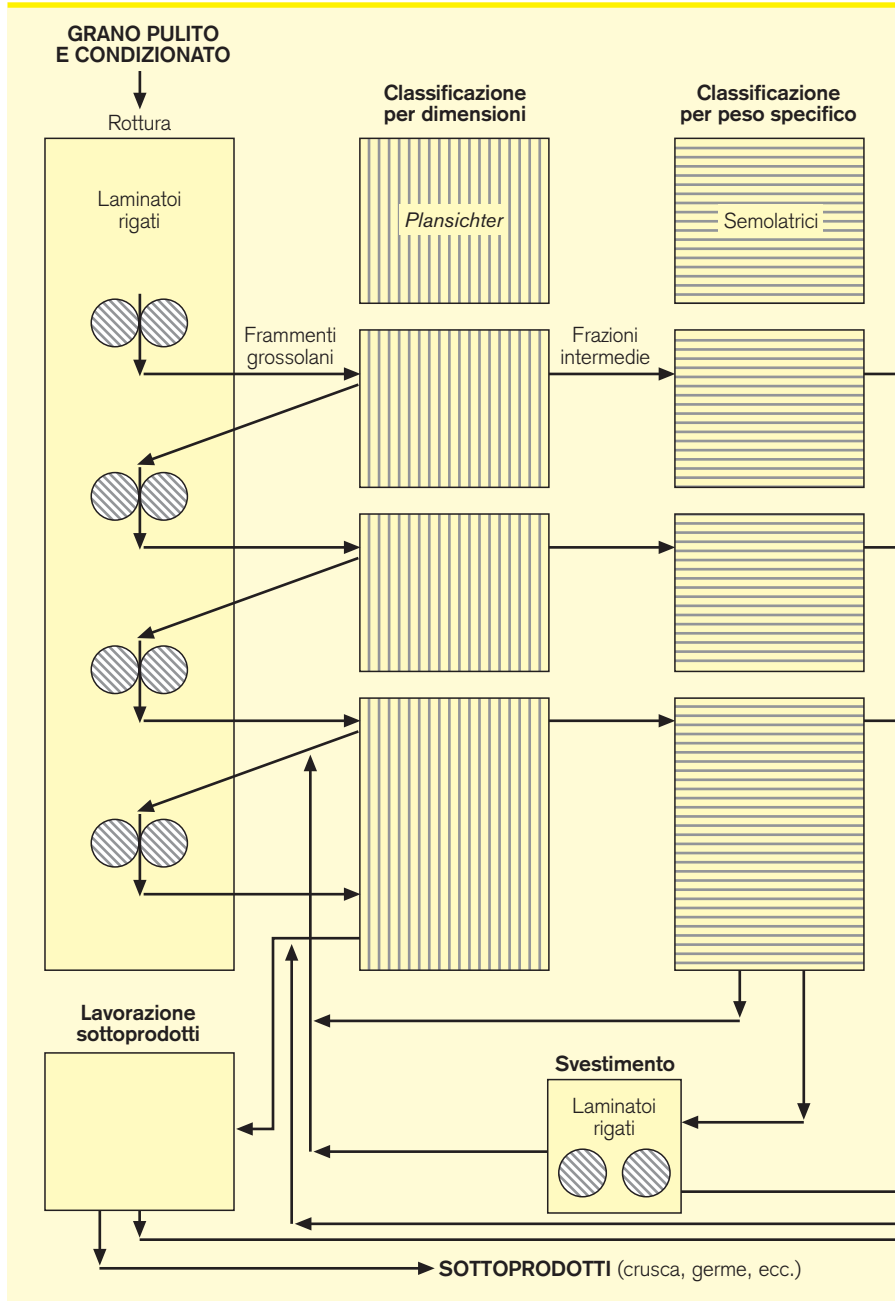 GRANO PULITO
E CONDIZIONATO
Rottura
Laminatoi
rigati
Classificazione
per dimensioni
Plansichter
Classificazione
per peso specifico
Semolatrici
Frammenti
grossolani
Frazioni
intermedie
Lavorazione
sottoprodotti
Svestimento
Laminatoi
rigati
SOTTOPRODOTTI (crusca, germe, ecc.)